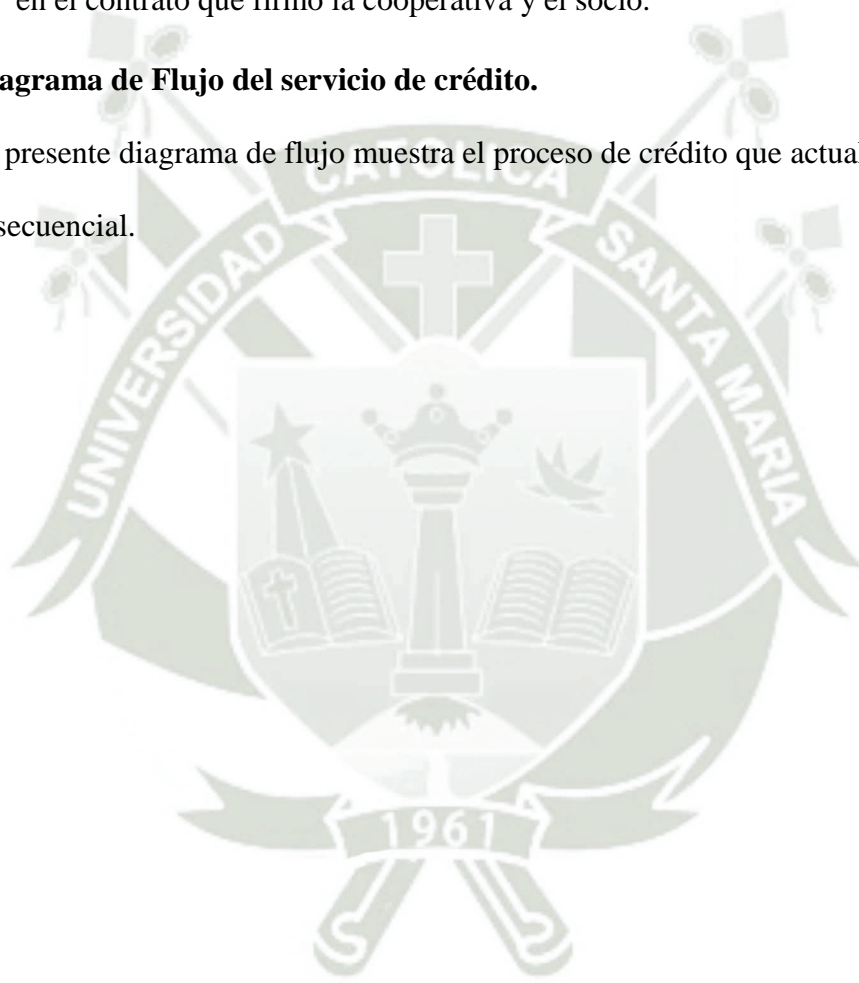 en el contrato que firmó la cooperativa y el socio.
agrama de Flujo del servicio de crédito.
presente diagrama de flujo muestra el proceso de crédito que actual
secuencial.
CATOLICA
UNIVERSIDAD
SANTA MARIA
1961